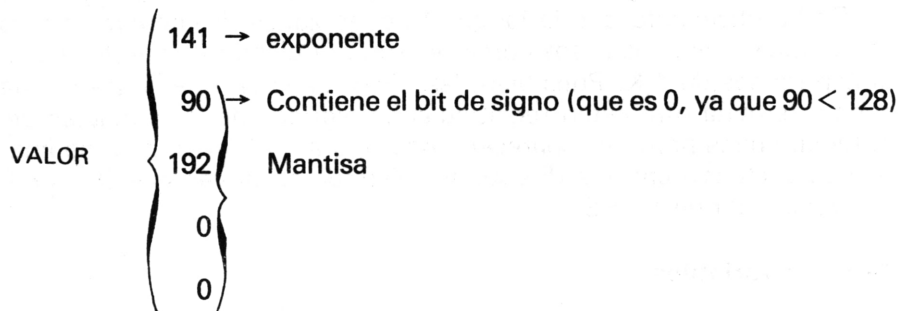 141 → exponente
90 → Contiene el bit de signo (que es 0, ya que 90 < 128)
VALOR 192 Mantisa
0
0